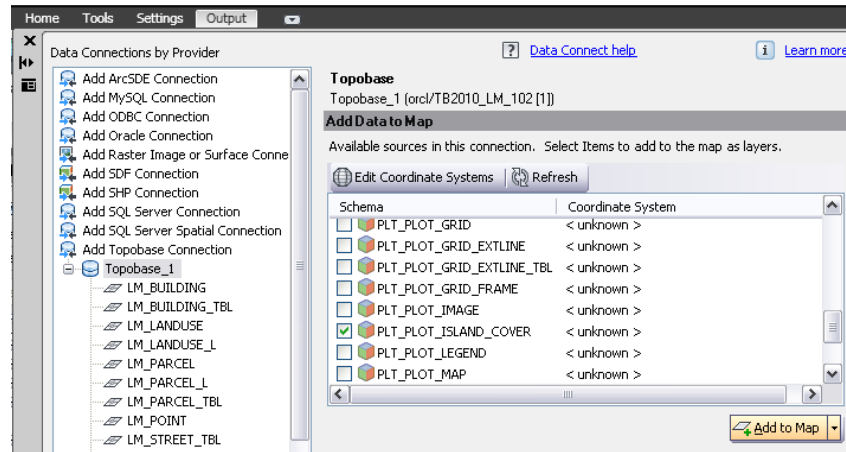 Home Tools Settings Output
Data Connections by Provider
? Data Connect help
i Learn more
Add ArcSDE Connection
Add MySQL Connection
Add ODBC Connection
Add Oracle Connection
Add Raster Image or Surface Conne
Add SDF Connection
Add SHP Connection
Add SQL Server Connection
Add SQL Server Spatial Connection
Add Topobase Connection
Topobase_1
LM_BUILDING
LM_BUILDING_TBL
LM_LANDUSE
LM_LANDUSE_L
LM_PARCEL
LM_PARCEL_L
LM_PARCEL_TBL
LM_POINT
LM_STREET_TBL
Topobase
Topobase_1 (orcl/TB2010_LM_102 [1])
Add Data to Map
Available sources in this connection. Select Items to add to the map as layers.
Edit Coordinate Systems Refresh
Schema Coordinate System
PLT_PLOT_GRID < unknown >
PLT_PLOT_GRID_EXTLINE < unknown >
PLT_PLOT_GRID_EXTLINE_TBL < unknown >
PLT_PLOT_GRID_FRAME < unknown >
PLT_PLOT_IMAGE < unknown >
PLT_PLOT_ISLAND_COVER < unknown >
PLT_PLOT_LEGEND < unknown >
PLT_PLOT_MAP < unknown >
Add to Map